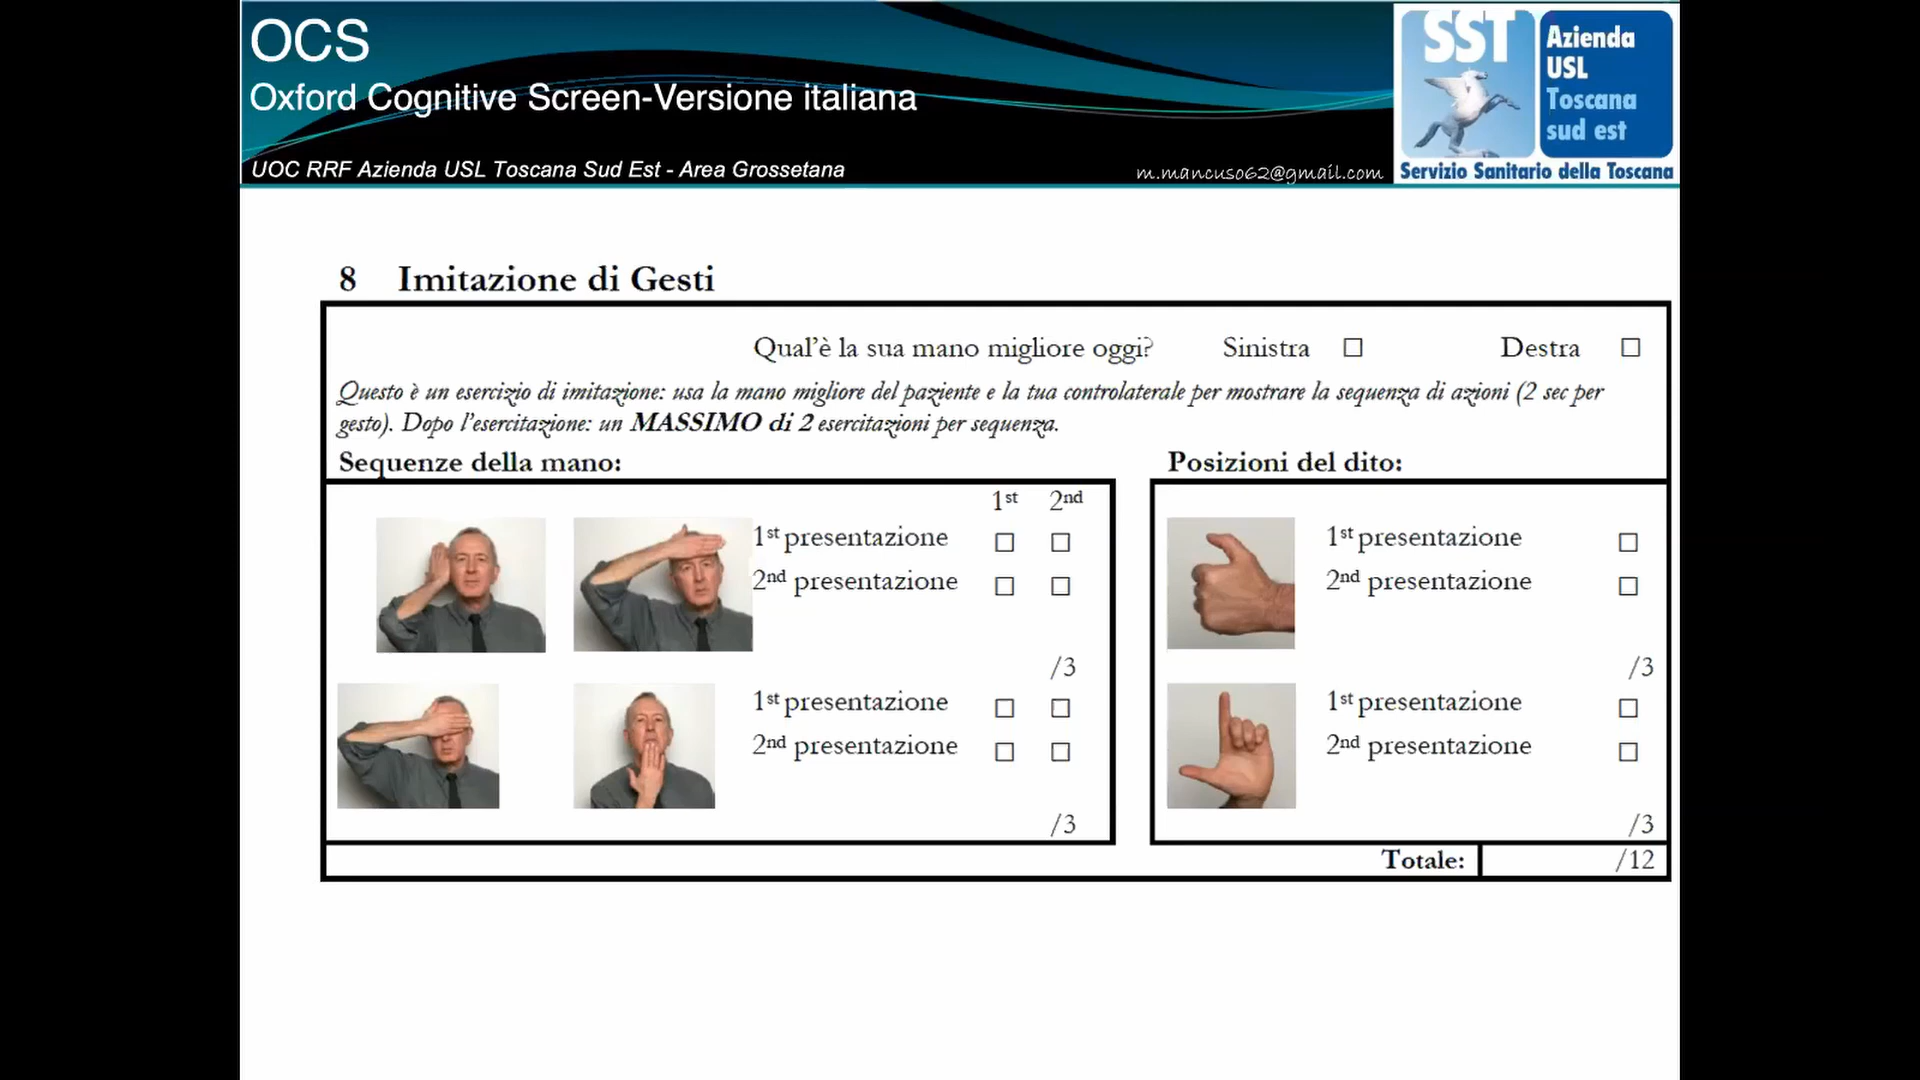 OCS
Oxford Cognitive Screen-Versione italiana
UOC RRF Azienda USL Toscana Sud Est - Area Grossetana
m.mancuso62@gmail.com
SST
Azienda
USL
Toscana
sud est
Servizio Sanitario della Toscana
8 Imitazione di Gesti
Qual'è la sua mano migliore oggi? Sinistra ☐ Destra ☐
Questo è un esercizio di imitazione: usa la mano migliore del paziente e la tua controlaterale per mostrare la sequenza di azioni (2 sec per
gesto). Dopo l'esercitazione: un MASSIMO di 2 esercitazioni per sequenza.
Sequenze della mano:
1st 2nd
1st presentazione ☐ ☐
2nd presentazione ☐ ☐
/3
1st presentazione ☐ ☐
2nd presentazione ☐ ☐
/3
Posizioni del dito:
1st presentazione ☐
2nd presentazione ☐
/3
1st presentazione ☐
2nd presentazione ☐
/3
Totale: /12